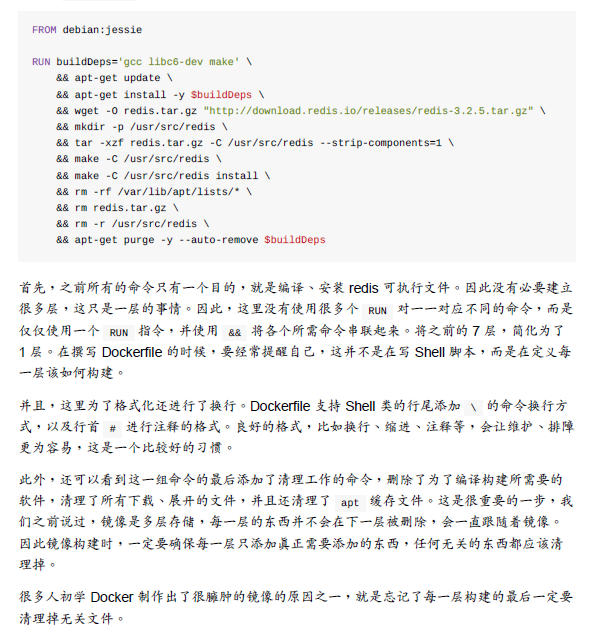 FROM debian:jessie
RUN buildDeps='gcc libc6-dev make' \
&& apt-get update \
&& apt-get install -y $buildDeps \
&& wget -O redis.tar.gz "http://download.redis.io/releases/redis-3.2.5.tar.gz" \
&& mkdir -p /usr/src/redis \
&& tar -xzf redis.tar.gz -C /usr/src/redis --strip-components=1 \
&& make -C /usr/src/redis \
&& make -C /usr/src/redis install \
&& rm -rf /var/lib/apt/lists/* \
&& rm redis.tar.gz \
&& rm -r /usr/src/redis \
&& apt-get purge -y --auto-remove $buildDeps
首先，之前所有的命令只有一个目的，就是编译、安装 redis 可执行文件。因此没有必要建立
很多层，这只是一层的事情。因此，这里没有使用很多个 RUN 对一一对应不同的命令，而是
仅仅使用一个 RUN 指令，并使用 && 将各个所需命令串联起来。将之前的 7 层，简化为了
1 层。在撰写 Dockerfile 的时候，要经常提醒自己，这并不是在写 Shell 脚本，而是在定义每
一层该如何构建。
并且，这里为了格式化还进行了换行。Dockerfile 支持 Shell 类的行尾添加 \ 的命令换行方
式，以及行首 # 进行注释的格式。良好的格式，比如换行、缩进、注释等，会让维护、排障
更为容易，这是一个比较好的习惯。
此外，还可以看到这一组命令的最后添加了清理工作的命令，删除了为了编译构建所需要的
软件，清理了所有下载、展开的文件，并且还清理了 apt 缓存文件。这是很重要的一步，我
们之前说过，镜像是多层存储，每一层的东西并不会在下一层被删除，会一直跟随着镜像。
因此镜像构建时，一定要确保每一层只添加真正需要添加的东西，任何无关的东西都应该清
理掉。
很多人初学 Docker 制作出了很臃肿的镜像的原因之一，就是忘记了每一层构建的最后一定要
清理掉无关文件。